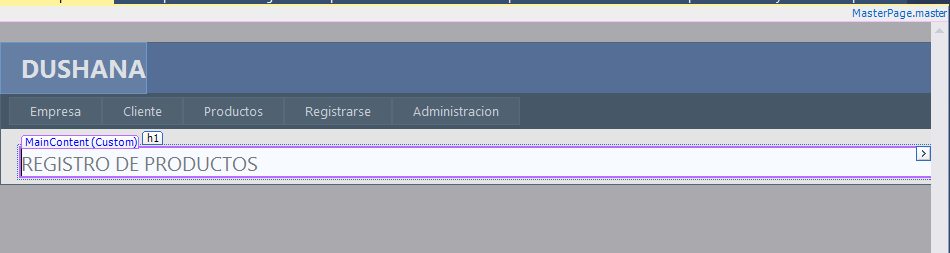 MasterPage.master
DUSHANA
Empresa Cliente Productos Registrarse Administracion
MainContent (Custom) h1
REGISTRO DE PRODUCTOS